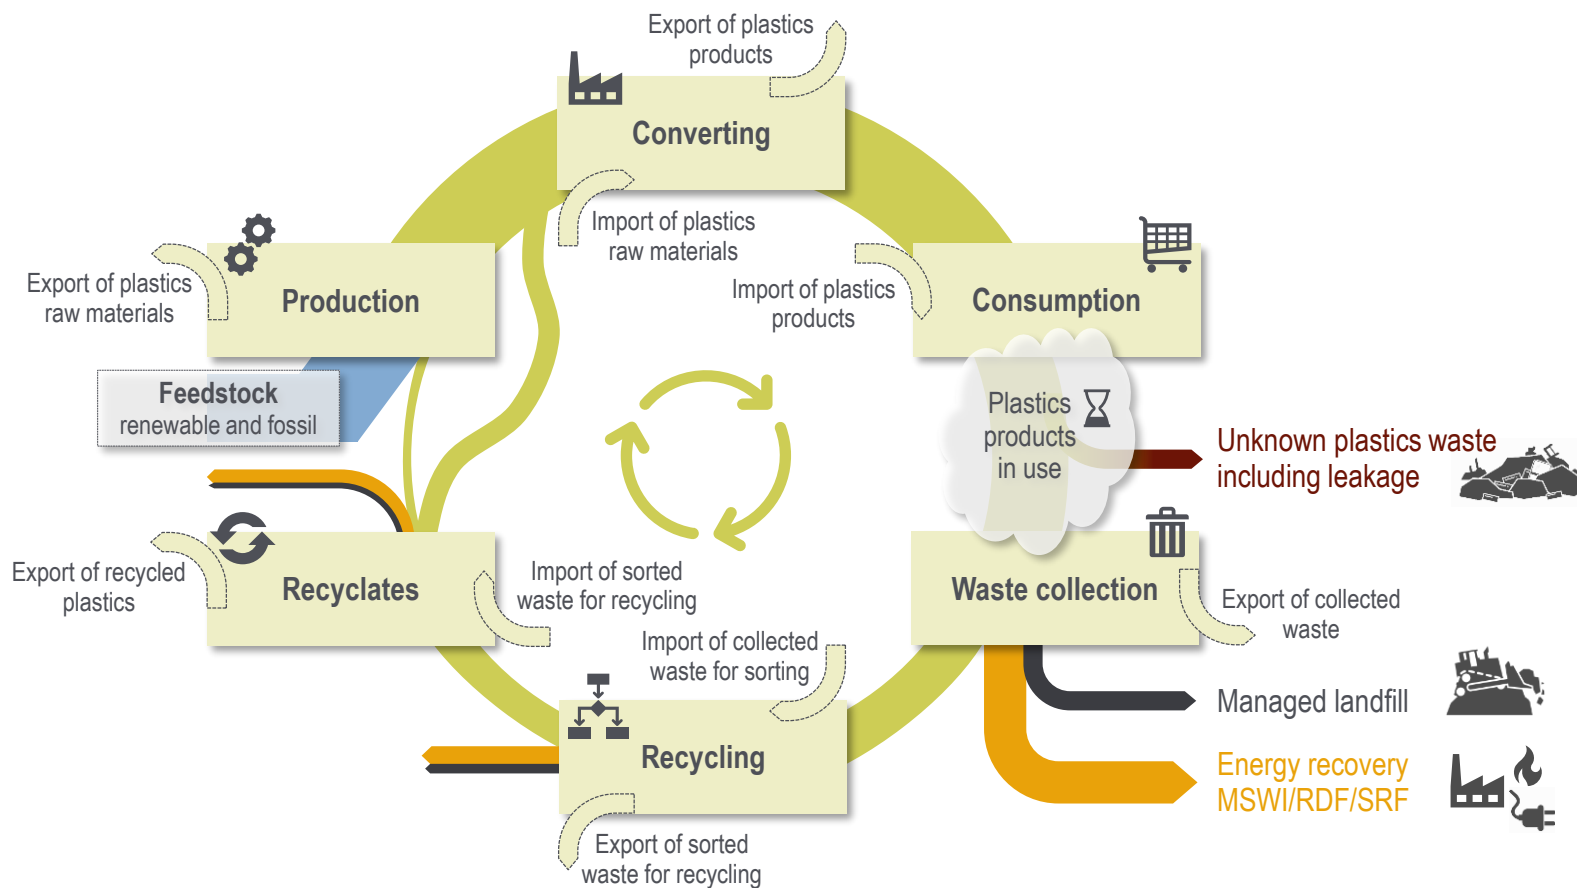 Export of plastics
products
Converting
Import of plastics
raw materials
Export of plastics
raw materials
Production
Import of plastics
products
Consumption
Feedstock
renewable and fossil
Plastics
products
in use
Unknown plastics waste
including leakage
Export of recycled
plastics
Recyclates
Import of sorted
waste for recycling
Waste collection
Export of collected
waste
Import of collected
waste for sorting
Managed landfill
Recycling
Energy recovery
MSWI/RDF/SRF
Export of sorted
waste for recycling